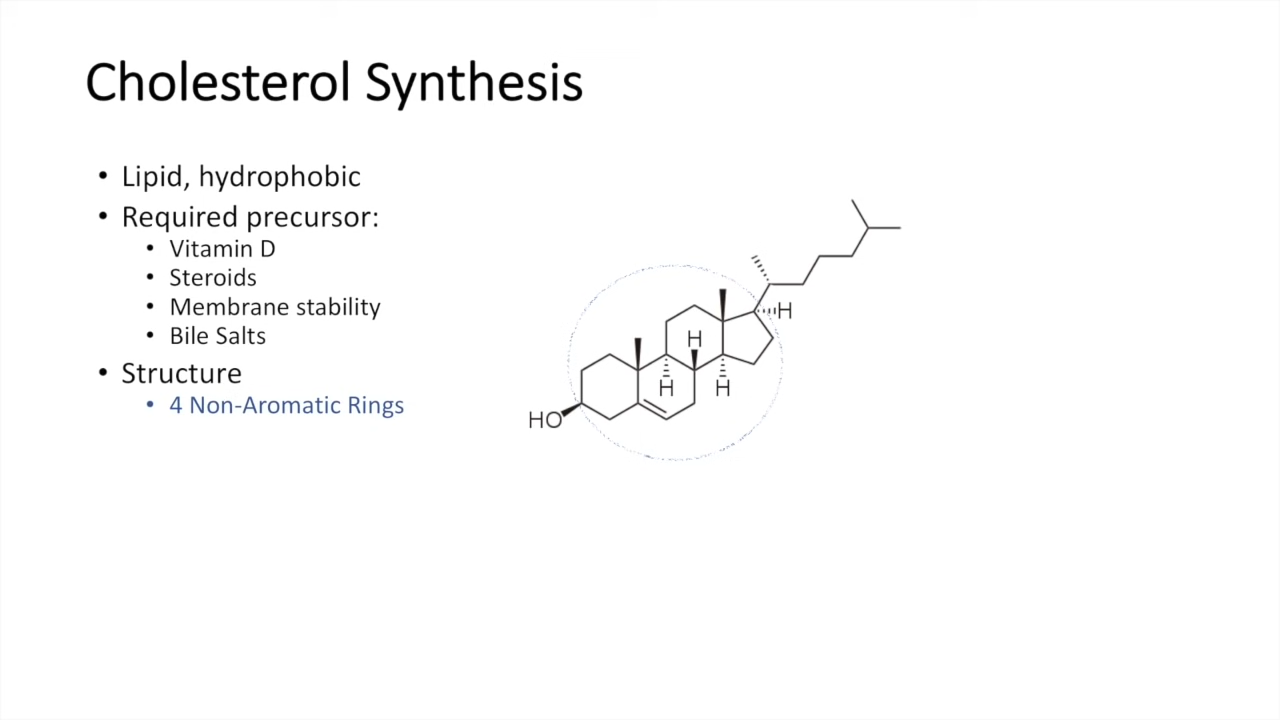 Cholesterol Synthesis
• Lipid, hydrophobic
• Required precursor:
• Vitamin D
• Steroids
• Membrane stability
• Bile Salts
• Structure
• 4 Non-Aromatic Rings
H
H
H
H
HO